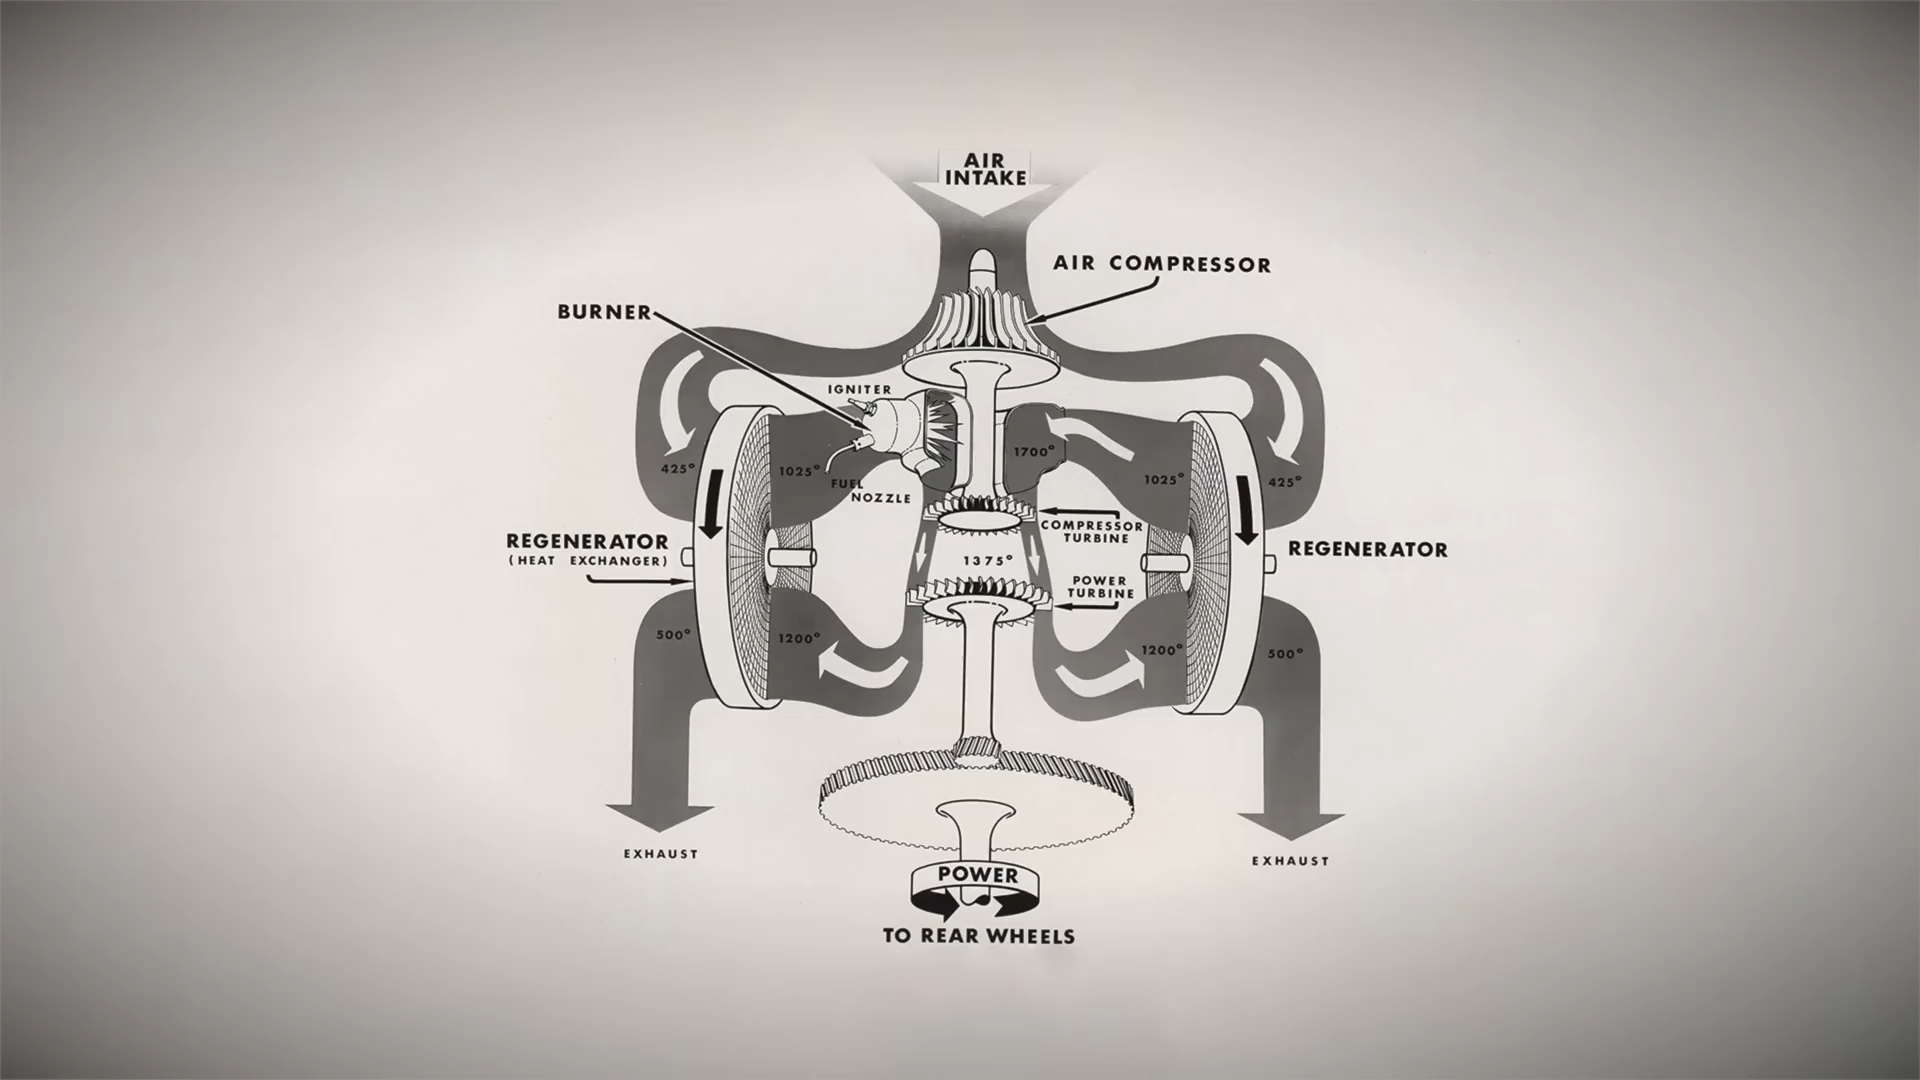 AIR
INTAKE
AIR COMPRESSOR
BURNER
IGNITER
1700°
425°
1025°
1025°
425°
FUEL
NOZZLE
COMPRESSOR
TURBINE
REGENERATOR
(HEAT EXCHANGER)
REGENERATOR
1375°
POWER
TURBINE
500°
1200°
1200°
500°
EXHAUST
EXHAUST
POWER
TO REAR WHEELS